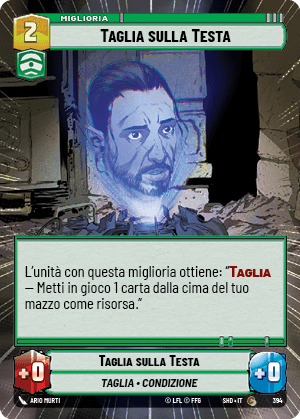 MIGLIORIA
2
TAGLIA SULLA TESTA
L'unità con questa miglioria ottiene: "TAGLIA
— Metti in gioco 1 carta dalla cima del tuo
mazzo come risorsa."
+0
TAGLIA SULLA TESTA
+0
TAGLIA • CONDIZIONE
ARIO MURTI
© LFL © FFG
SHD • IT
394